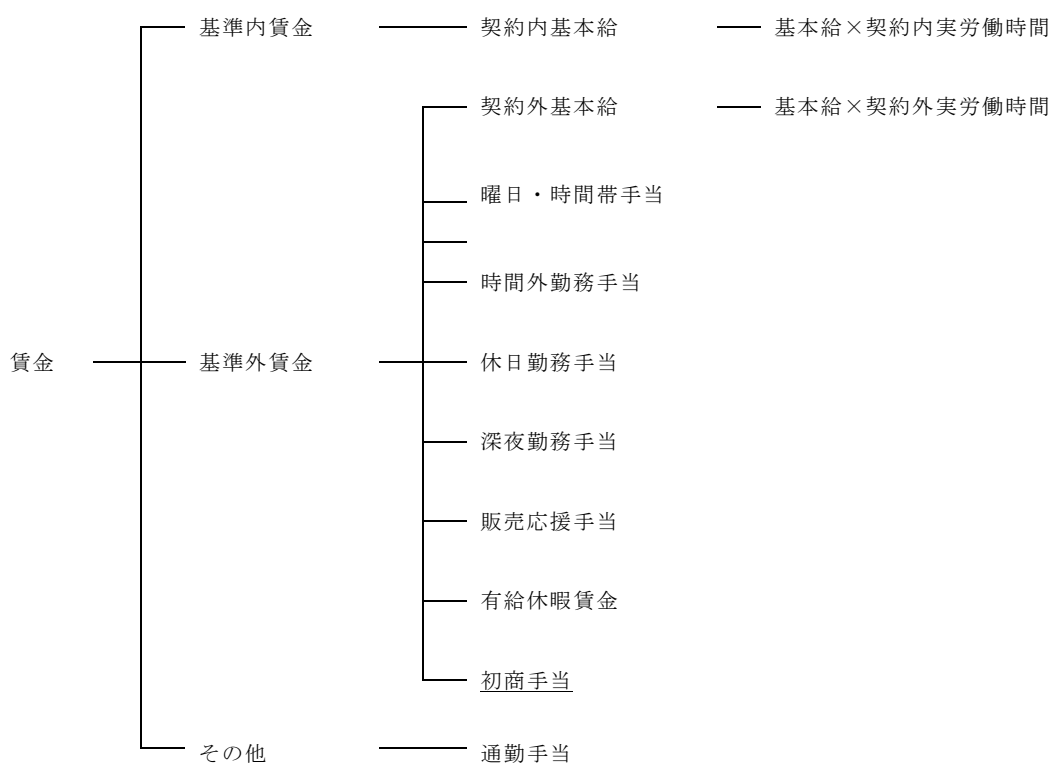 基準内賃金 契約内基本給 基本給×契約内実労働時間
契約外基本給 基本給×契約外実労働時間
曜日・時間帯手当
時間外勤務手当
賃金 基準外賃金 休日勤務手当
深夜勤務手当
販売応援手当
有給休暇賃金
初商手当
その他 通勤手当